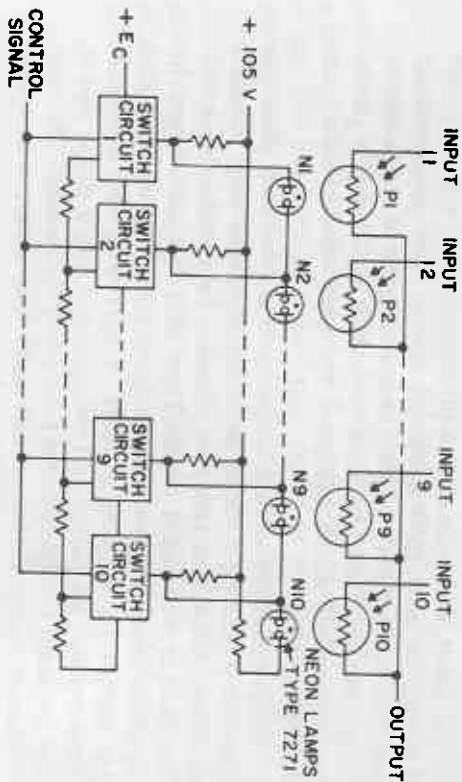 INPUT
1
INPUT
2
INPUT
9
INPUT
10
OUTPUT
P1
P2
P9
P10
N1
N2
N9
N10
NEON LAMPS
TYPE 7271
+ 105 V
+ EC
SWITCH
CIRCUIT
1
SWITCH
CIRCUIT
2
SWITCH
CIRCUIT
9
SWITCH
CIRCUIT
10
CONTROL
SIGNAL